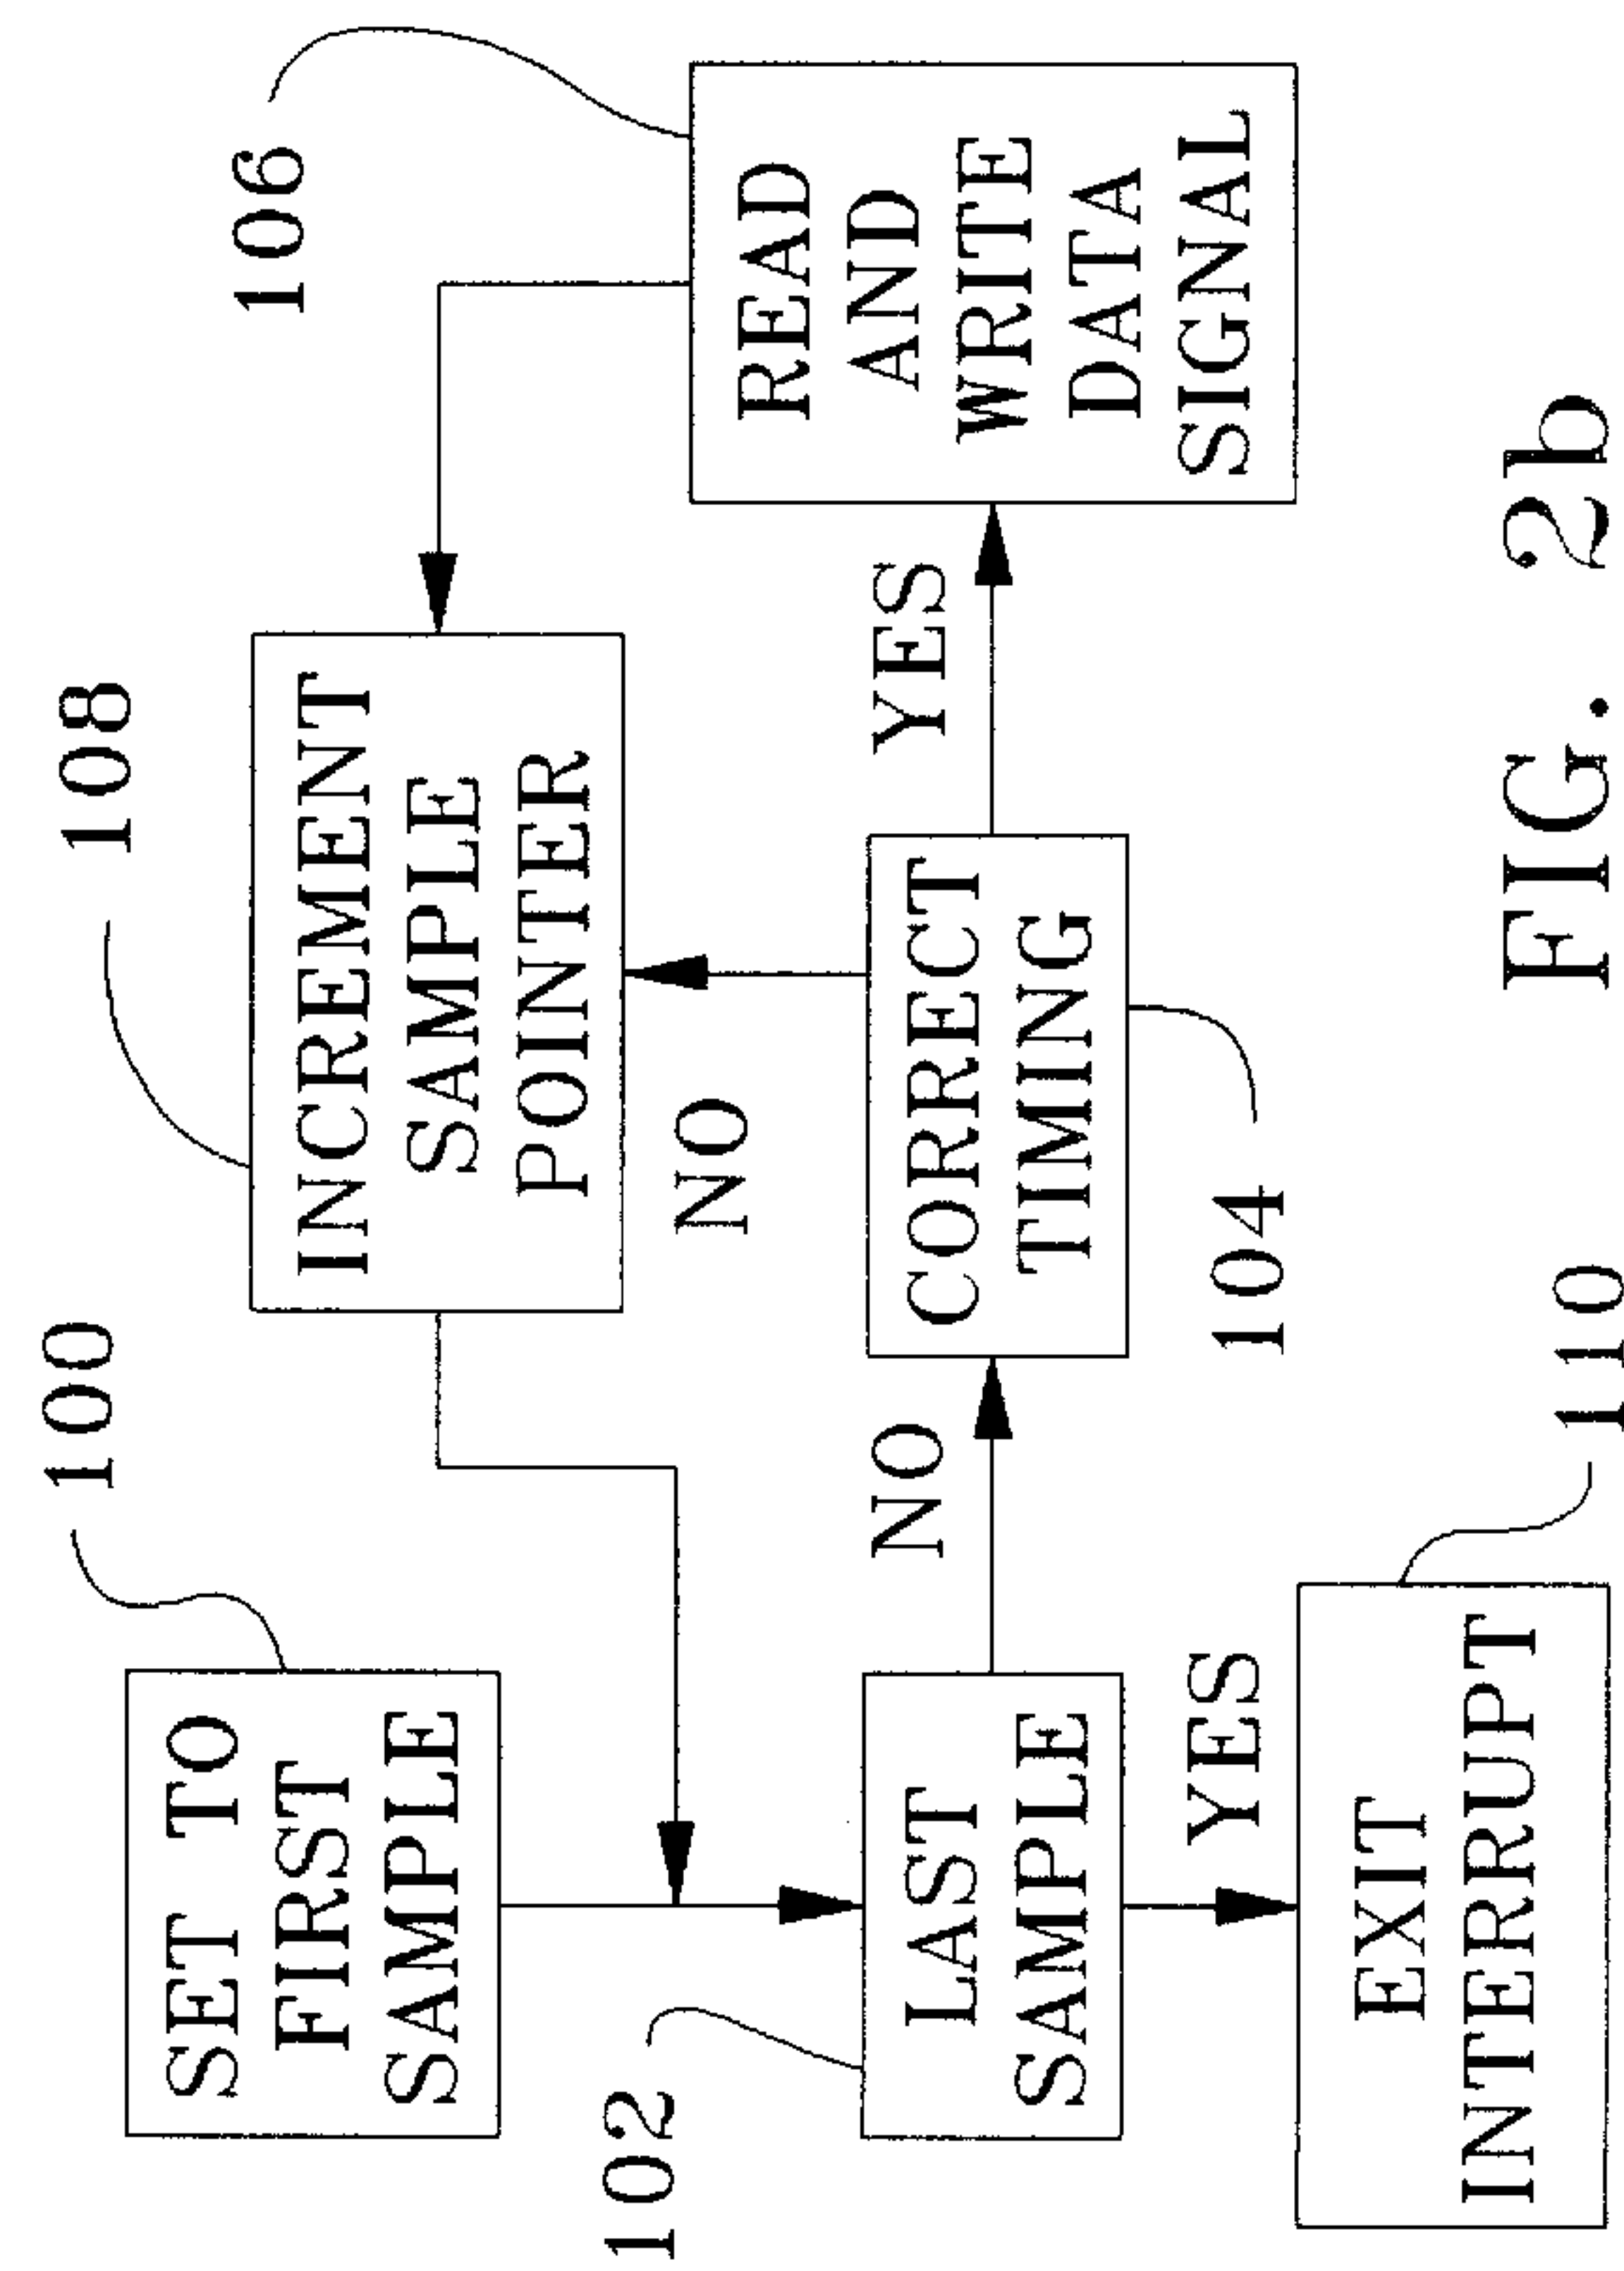 100
SET TO
FIRST
SAMPLE
108
INCREMENT
SAMPLE
POINTER
106
READ
AND
WRITE
DATA
SIGNAL
102
LAST
SAMPLE
NO
CORRECT
TIMING
NO
YES
104
YES
EXIT
INTERRUPT
110
FIG. 2b